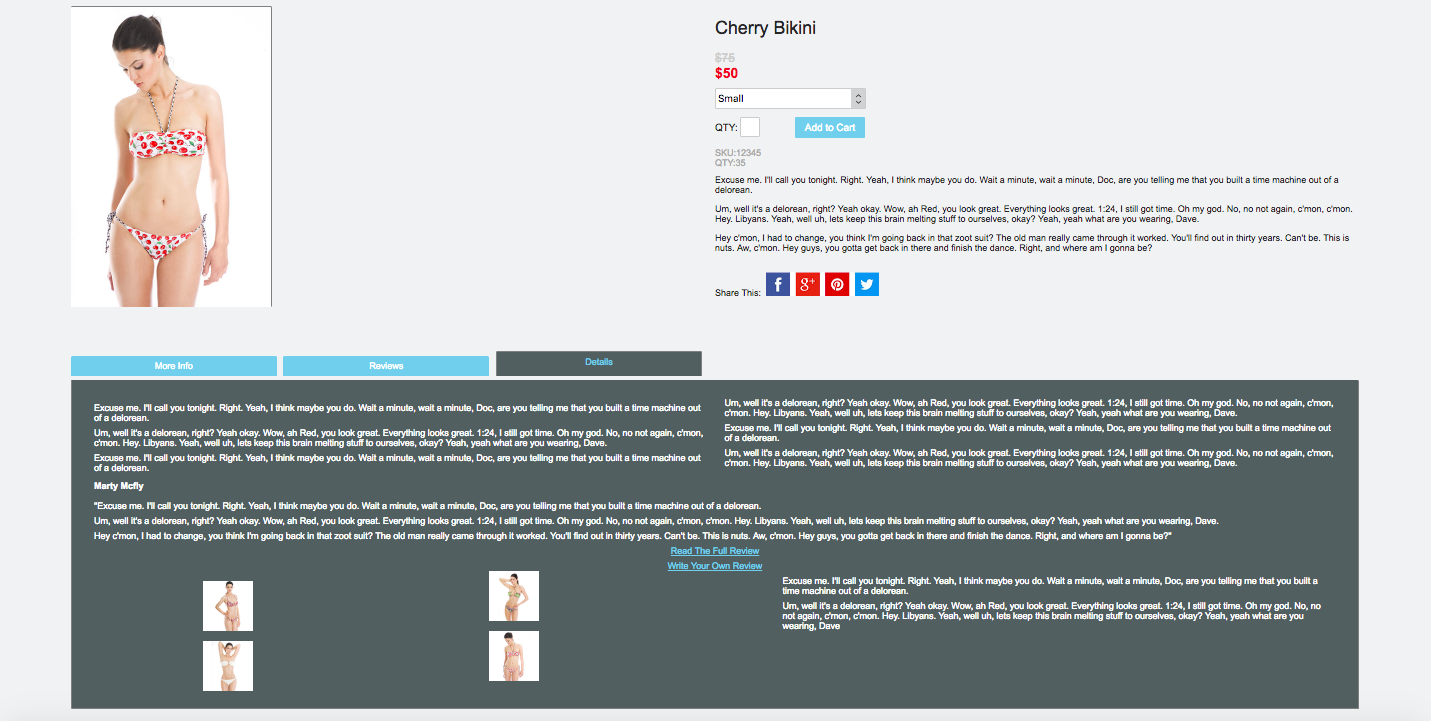 Cherry Bikini
$75
$50
Small
QTY:
Add to Cart
SKU:12345
QTY:35
Excuse me. I'll call you tonight. Right. Yeah, I think maybe you do. Wait a minute, wait a minute, Doc, are you telling me that you built a time machine out of a
delorean.
Um, well it's a delorean, right? Yeah okay. Wow, ah Red, you look great. Everything looks great. 1:24, I still got time. Oh my god. No, no not again, c'mon, c'mon.
Hey. Libyans. Yeah, well uh, lets keep this brain melting stuff to ourselves, okay? Yeah, yeah what are you wearing, Dave.
Hey c'mon, I had to change, you think I'm going back in that zoot suit? The old man really came through it worked. You'll find out in thirty years. Can't be. This is
nuts. Aw, c'mon. Hey guys, you gotta get back in there and finish the dance. Right, and where am I gonna be?
Share This:
f
g+
More Info
Reviews
Details
Excuse me. I'll call you tonight. Right. Yeah, I think maybe you do. Wait a minute, wait a minute, Doc, are you telling me that you built a time machine out
of a delorean.
Um, well it's a delorean, right? Yeah okay. Wow, ah Red, you look great. Everything looks great. 1:24, I still got time. Oh my god. No, no not again, c'mon,
c'mon. Hey. Libyans. Yeah, well uh, lets keep this brain melting stuff to ourselves, okay? Yeah, yeah what are you wearing, Dave.
Excuse me. I'll call you tonight. Right. Yeah, I think maybe you do. Wait a minute, wait a minute, Doc, are you telling me that you built a time machine out
of a delorean.
Um, well it's a delorean, right? Yeah okay. Wow, ah Red, you look great. Everything looks great. 1:24, I still got time. Oh my god. No, no not again, c'mon,
c'mon. Hey. Libyans. Yeah, well uh, lets keep this brain melting stuff to ourselves, okay? Yeah, yeah what are you wearing, Dave.
Excuse me. I'll call you tonight. Right. Yeah, I think maybe you do. Wait a minute, wait a minute, Doc, are you telling me that you built a time machine out
of a delorean.
Um, well it's a delorean, right? Yeah okay. Wow, ah Red, you look great. Everything looks great. 1:24, I still got time. Oh my god. No, no not again, c'mon,
c'mon. Hey. Libyans. Yeah, well uh, lets keep this brain melting stuff to ourselves, okay? Yeah, yeah what are you wearing, Dave.
Marty Mcfly
"Excuse me. I'll call you tonight. Right. Yeah, I think maybe you do. Wait a minute, wait a minute, Doc, are you telling me that you built a time machine out of a delorean.
Um, well it's a delorean, right? Yeah okay. Wow, ah Red, you look great. Everything looks great. 1:24, I still got time. Oh my god. No, no not again, c'mon, c'mon. Hey. Libyans. Yeah, well uh, lets keep this brain melting stuff to ourselves, okay? Yeah, yeah what are you wearing, Dave.
Hey c'mon, I had to change, you think I'm going back in that zoot suit? The old man really came through it worked. You'll find out in thirty years. Can't be. This is nuts. Aw, c'mon. Hey guys, you gotta get back in there and finish the dance. Right, and where am I gonna be?"
Read The Full Review
Write Your Own Review
Excuse me. I'll call you tonight. Right. Yeah, I think maybe you do. Wait a minute, wait a minute, Doc, are you telling me that you built a
time machine out of a delorean.
Um, well it's a delorean, right? Yeah okay. Wow, ah Red, you look great. Everything looks great. 1:24, I still got time. Oh my god. No, no
not again, c'mon, c'mon. Hey. Libyans. Yeah, well uh, lets keep this brain melting stuff to ourselves, okay? Yeah, yeah what are you
wearing, Dave